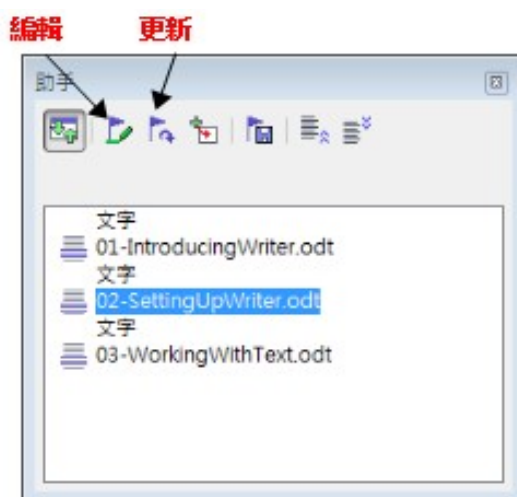 編輯 更新
助手
文字
01-IntroducingWriter.odt
文字
02-SettingUpWriter.odt
文字
03-WorkingWithText.odt